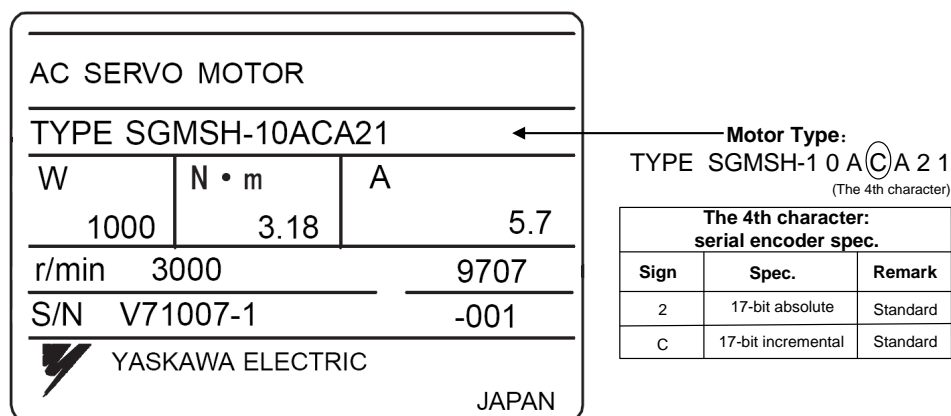 AC SERVO MOTOR
TYPE SGMSH-10ACA21
W N・m A
1000 3.18 5.7
r/min 3000 9707
S/N V71007-1 -001
YASKAWA ELECTRIC
JAPAN
Motor Type：
TYPE SGMSH-1 0 A C A 2 1
(The 4th character)
The 4th character:
serial encoder spec.
Sign Spec. Remark
2 17-bit absolute Standard
C 17-bit incremental Standard